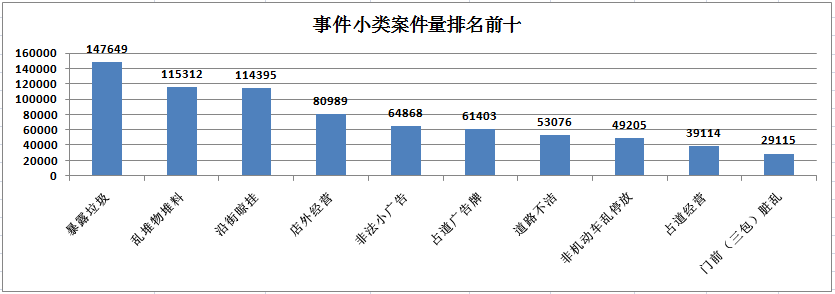 事件小类案件量排名前十
160000
140000
120000
100000
80000
60000
40000
20000
0
147649
115312
114395
80989
64868
61403
53076
49205
39114
29115
暴露垃圾
乱堆物堆料
沿街晾挂
店外经营
非法小广告
占道广告牌
道路不洁
非机动车乱停放
占道经营
门前（三包）脏乱